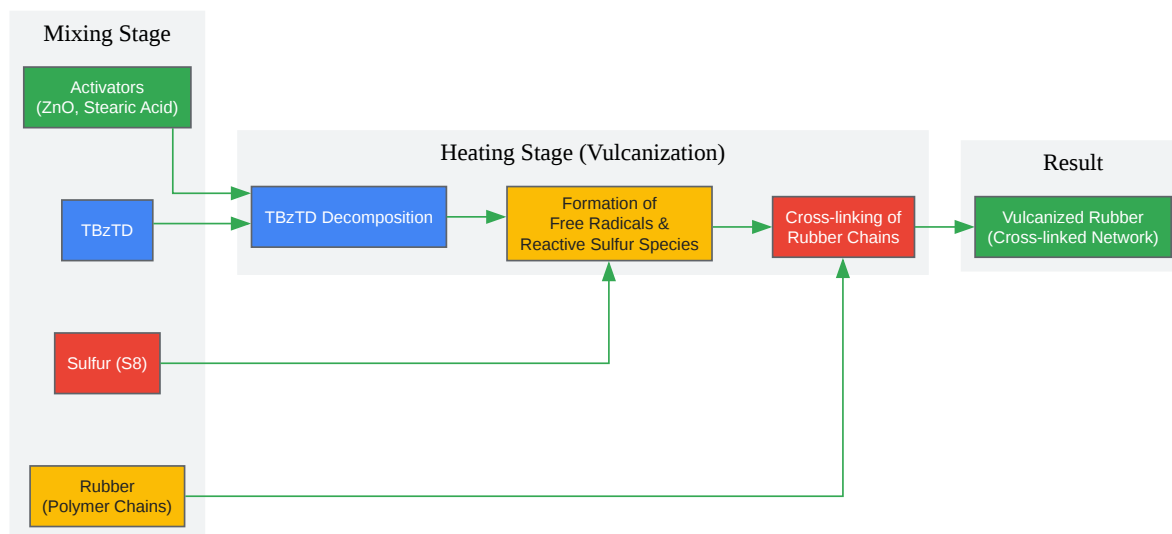 Mixing Stage
Activators
(ZnO, Stearic Acid)
TBzTD
Sulfur (S8)
Rubber
(Polymer Chains)
Heating Stage (Vulcanization)
TBzTD Decomposition
Formation of
Free Radicals &
Reactive Sulfur Species
Cross-linking of
Rubber Chains
Result
Vulcanized Rubber
(Cross-linked Network)